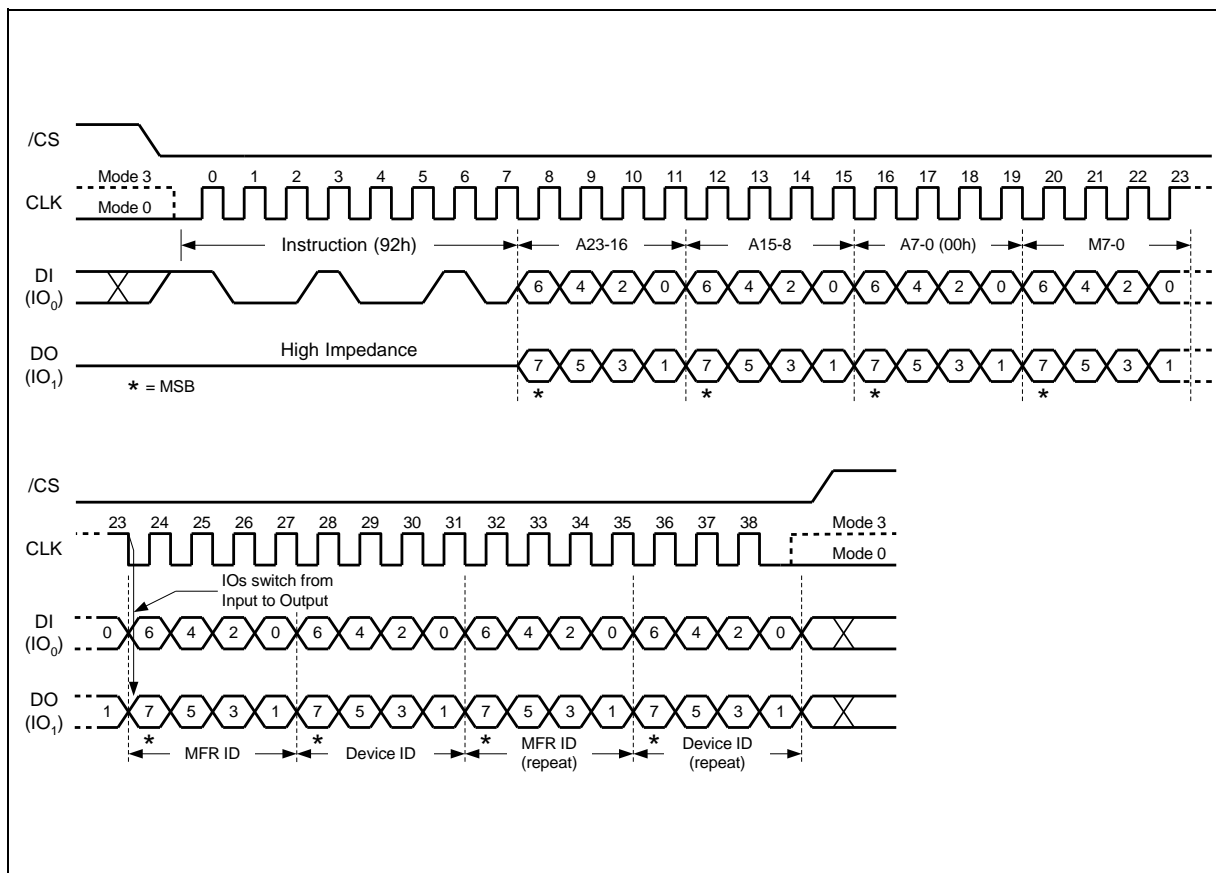 /CS
Mode 3
0 1 2 3 4 5 6 7 8 9 10 11 12 13 14 15 16 17 18 19 20 21 22 23
CLK
Mode 0
Instruction (92h) A23-16 A15-8 A7-0 (00h) M7-0
DI
(IO0)
6 4 2 0 6 4 2 0 6 4 2 0 6 4 2 0
High Impedance
DO
(IO1)
7 5 3 1 7 5 3 1 7 5 3 1 7 5 3 1
* = MSB
* * * *
/CS
23 24 25 26 27 28 29 30 31 32 33 34 35 36 37 38
Mode 3
CLK
Mode 0
IOs switch from
Input to Output
DI
(IO0)
0 6 4 2 0 6 4 2 0 6 4 2 0 6 4 2 0
DO
(IO1)
1 7 5 3 1 7 5 3 1 7 5 3 1 7 5 3 1
* * * *
MFR ID Device ID MFR ID
(repeat)
Device ID
(repeat)